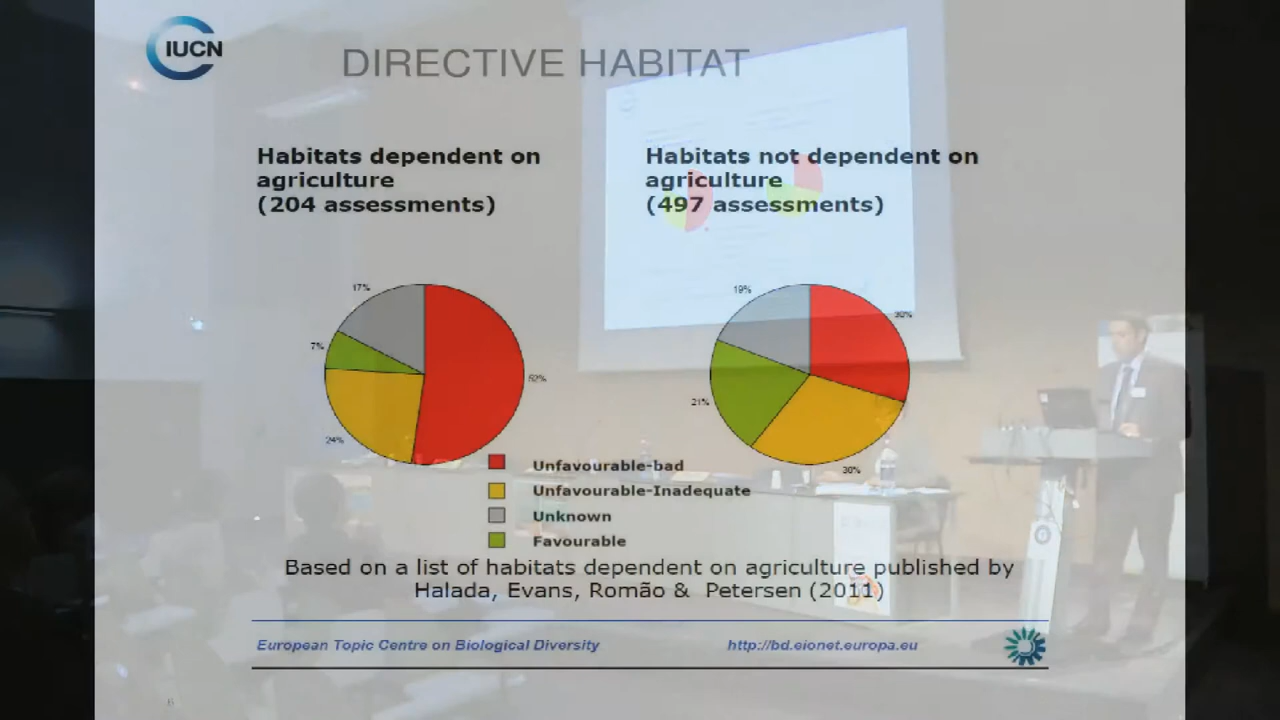 IUCN
DIRECTIVE HABITAT
Habitats dependent on
agriculture
(204 assessments)
Habitats not dependent on
agriculture
(497 assessments)
17%
7%
24%
52%
19%
21%
30%
30%
Unfavourable-bad
Unfavourable-Inadequate
Unknown
Favourable
Based on a list of habitats dependent on agriculture published by
Halada, Evans, Romão & Petersen (2011)
European Topic Centre on Biological Diversity
http://bd.eionet.europa.eu
6